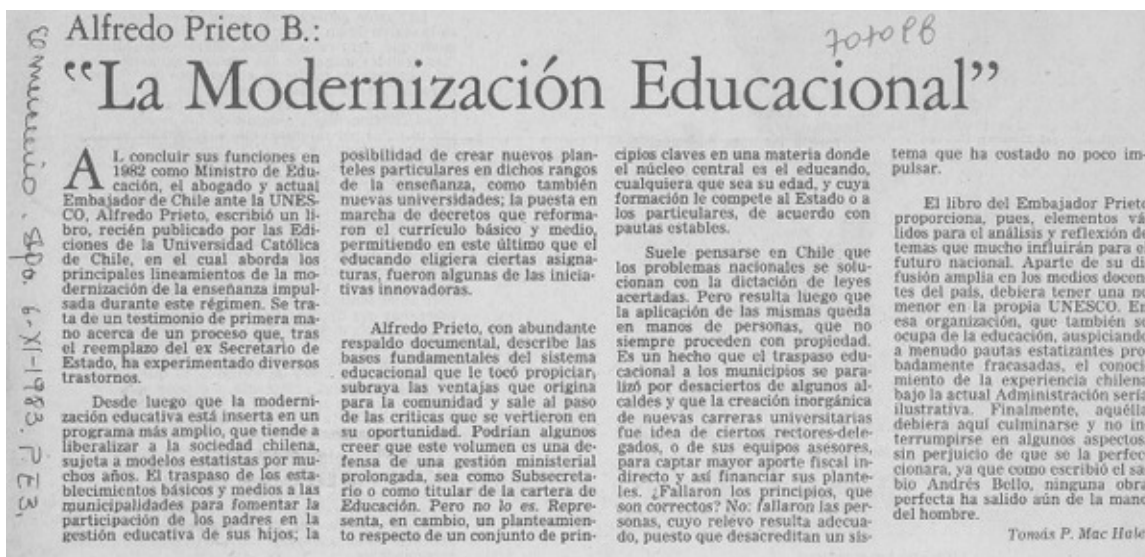 Alfredo Prieto B.:
707098
“La Modernización Educacional”
AL concluir sus funciones en
1982 como Ministro de Edu-
cación, el abogado y actual
Embajador de Chile ante la UNES-
CO, Alfredo Prieto, escribió un li-
bro, recién publicado por las Edi-
ciones de la Universidad Católica
de Chile, en el cual aborda los
principales lineamentos de la mo-
dernización de la enseñanza impul-
sada durante este régimen. Se tra-
ta de un testimonio de primera ma-
no acerca de un proceso que, tras
el reemplazo del ex Secretario de
Estado, ha experimentado diversos
trastornos.
Desde luego que la moderni-
zación educativa está inserta en un
programa más amplio, que tiende a
liberalizar a la sociedad chilena,
sujeta a modelos estatistas por mu-
chos años. El traspaso de los esta-
blecimientos básicos y medios a las
municipalidades para fomentar la
participación de los padres en la
gestión educativa de sus hijos; la
posibilidad de crear nuevos plan-
teles particulares en dichos rangos
de la enseñanza, como también
nuevas universidades; la puesta en
marcha de decretos que reforma-
ron el currículo básico y medio,
permitiendo en este último que el
educando eligiera ciertas asigna-
turas, fueron algunas de las inicia-
tivas innovadoras.
Alfredo Prieto, con abundante
respaldo documental, describe las
bases fundamentales del sistema
educacional que le tocó propiciar,
subraya las ventajas que origina
para la comunidad y sale al paso
de las críticas que se vertieron en
su oportunidad. Podrían algunos
creer que este volumen es una de-
fensa de una gestión ministerial
prolongada, sea como Subsecreta-
rio o como titular de la cartera de
Educación. Pero no lo es. Repre-
senta, en cambio, un planteamien-
to respecto de un conjunto de prin-
cipios claves en una materia donde
el núcleo central es el educando,
cualquiera que sea su edad, y cuya
formación le compete al Estado o a
los particulares, de acuerdo con
pautas estables.
Suele pensarse en Chile que
los problemas nacionales se solu-
cionan con la dictación de leyes
acertadas. Pero resulta luego que
la aplicación de las mismas queda
en manos de personas, que no
siempre proceden con propiedad.
Es un hecho que el traspaso edu-
cacional a los municipios se para-
lizó por desaciertos de algunos al-
caldes y que la creación inorgánica
de nuevas carreras universitarias
fue idea de ciertos rectores-dele-
gados, o de sus equipos asesores,
para captar mayor aporte fiscal in-
directo y así financiar sus plante-
les. ¿Fallaron los principios, que
son correctos? No: fallaron las per-
sonas, cuyo relevo resulta adecua-
do, puesto que desacreditan un sis-
tema que ha costado no poco im-
pulsar.
El libro del Embajador Prieto
proporciona, pues, elementos vá-
lidos para el análisis y reflexión de
temas que mucho influirán para el
futuro nacional. Aparte de su di-
fusión amplia en los medios docen-
tes del país, debiera tener una no
menor en la propia UNESCO. En
esa organización, que también se
ocupa de la educación, auspiciando
a menudo pautas estatizantes pro-
badamente fracasadas, el conoci-
miento de la experiencia chilena
bajo la actual Administración sería
ilustrativa. Finalmente, aquélla
debiera aquí culminarse y no in-
terrumpirse en algunos aspectos,
sin perjuicio de que se la perfec-
cionara, ya que como escribió el sa-
bio Andrés Bello, ninguna obra
perfecta ha salido aún de la mano
del hombre.
Tomás P. Mac Hale
Stgo. 6-XI-1983. P. E3.